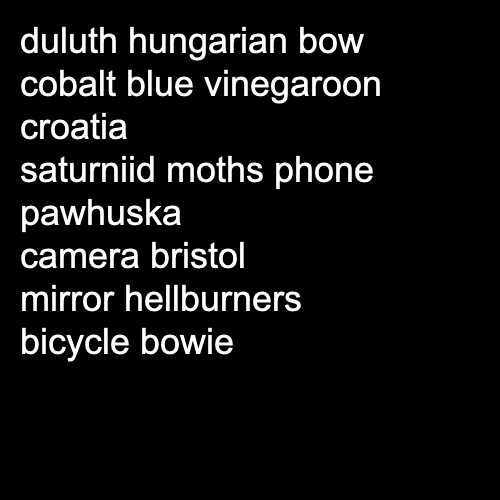 duluth hungarian bow
cobalt blue vinegaroon
croatia
saturniid moths phone
pawhuska
camera bristol
mirror hellburners
bicycle bowie